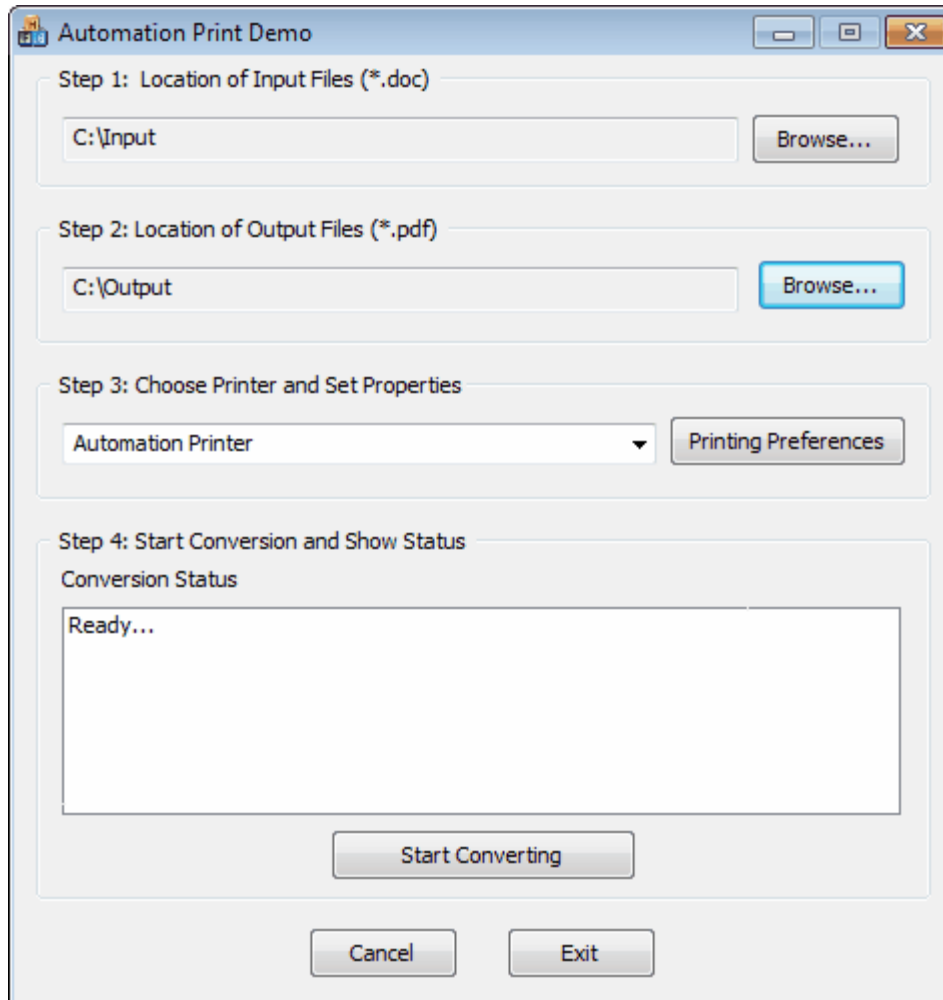 Automation Print Demo
Step 1:  Location of Input Files (*.doc)
C:\Input
Browse...
Step 2: Location of Output Files (*.pdf)
C:\Output
Browse...
Step 3: Choose Printer and Set Properties
Automation Printer
Printing Preferences
Step 4: Start Conversion and Show Status
Conversion Status
Ready...
Start Converting
Cancel
Exit